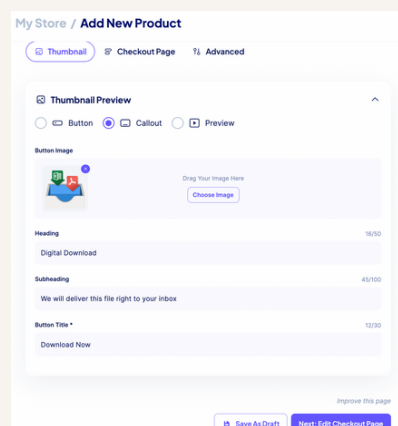 My Store / Add New Product
Thumbnail Checkout Page Advanced
Thumbnail Preview
Button Callout Preview
Button Image
Drag Your Image Here
Choose Image
Heading 16/50
Digital Download
Subheading 45/100
We will deliver this file right to your inbox
Button Title * 12/30
Download Now
Improve this page
Save As Draft Next: Edit Checkout Page